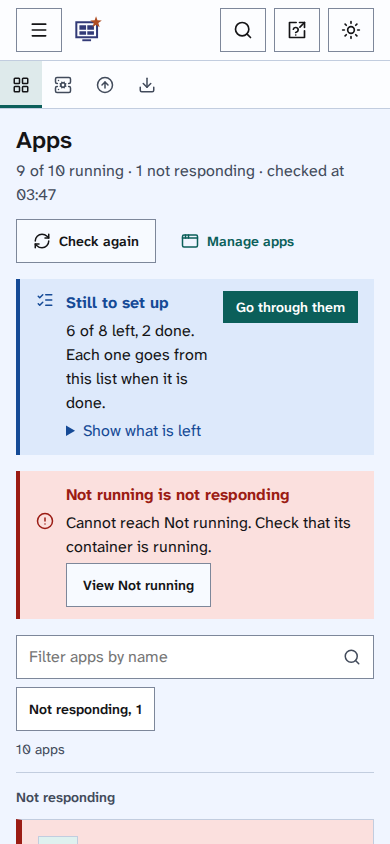 Apps
9 of 10 running · 1 not responding · checked at
03:47
Check again
Manage apps
Still to set up
Go through them
6 of 8 left, 2 done.
Each one goes from
this list when it is
done.
Show what is left
Not running is not responding
Cannot reach Not running. Check that its
container is running.
View Not running
Filter apps by name
Not responding, 1
10 apps
Not responding